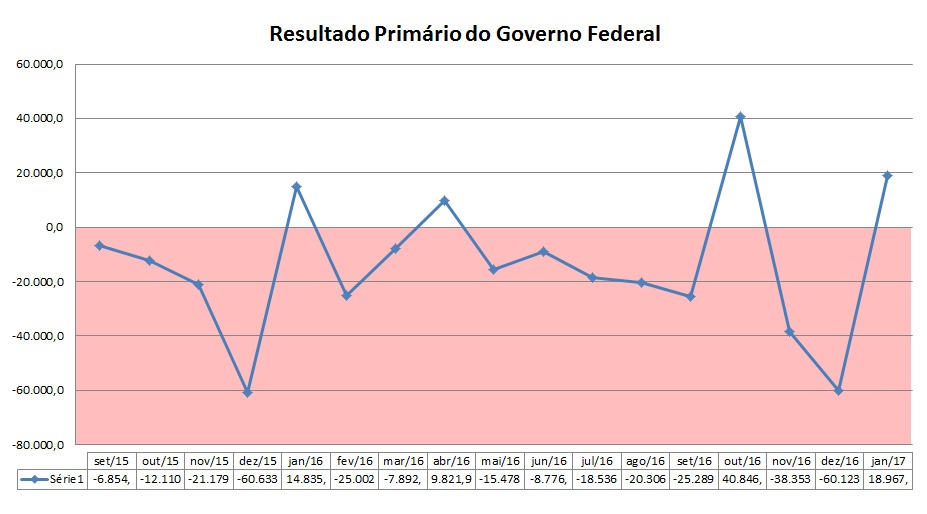 Resultado Primário do Governo Federal
60.000,0
40.000,0
20.000,0
0,0
-20.000,0
-40.000,0
-60.000,0
-80.000,0
set/15 out/15 nov/15 dez/15 jan/16 fev/16 mar/16 abr/16 mai/16 jun/16 jul/16 ago/16 set/16 out/16 nov/16 dez/16 jan/17
Série1 -6.854, -12.110 -21.179 -60.633 14.835, -25.002 -7.892, 9.821,9 -15.478 -8.776, -18.536 -20.306 -25.289 40.846, -38.353 -60.123 18.967,